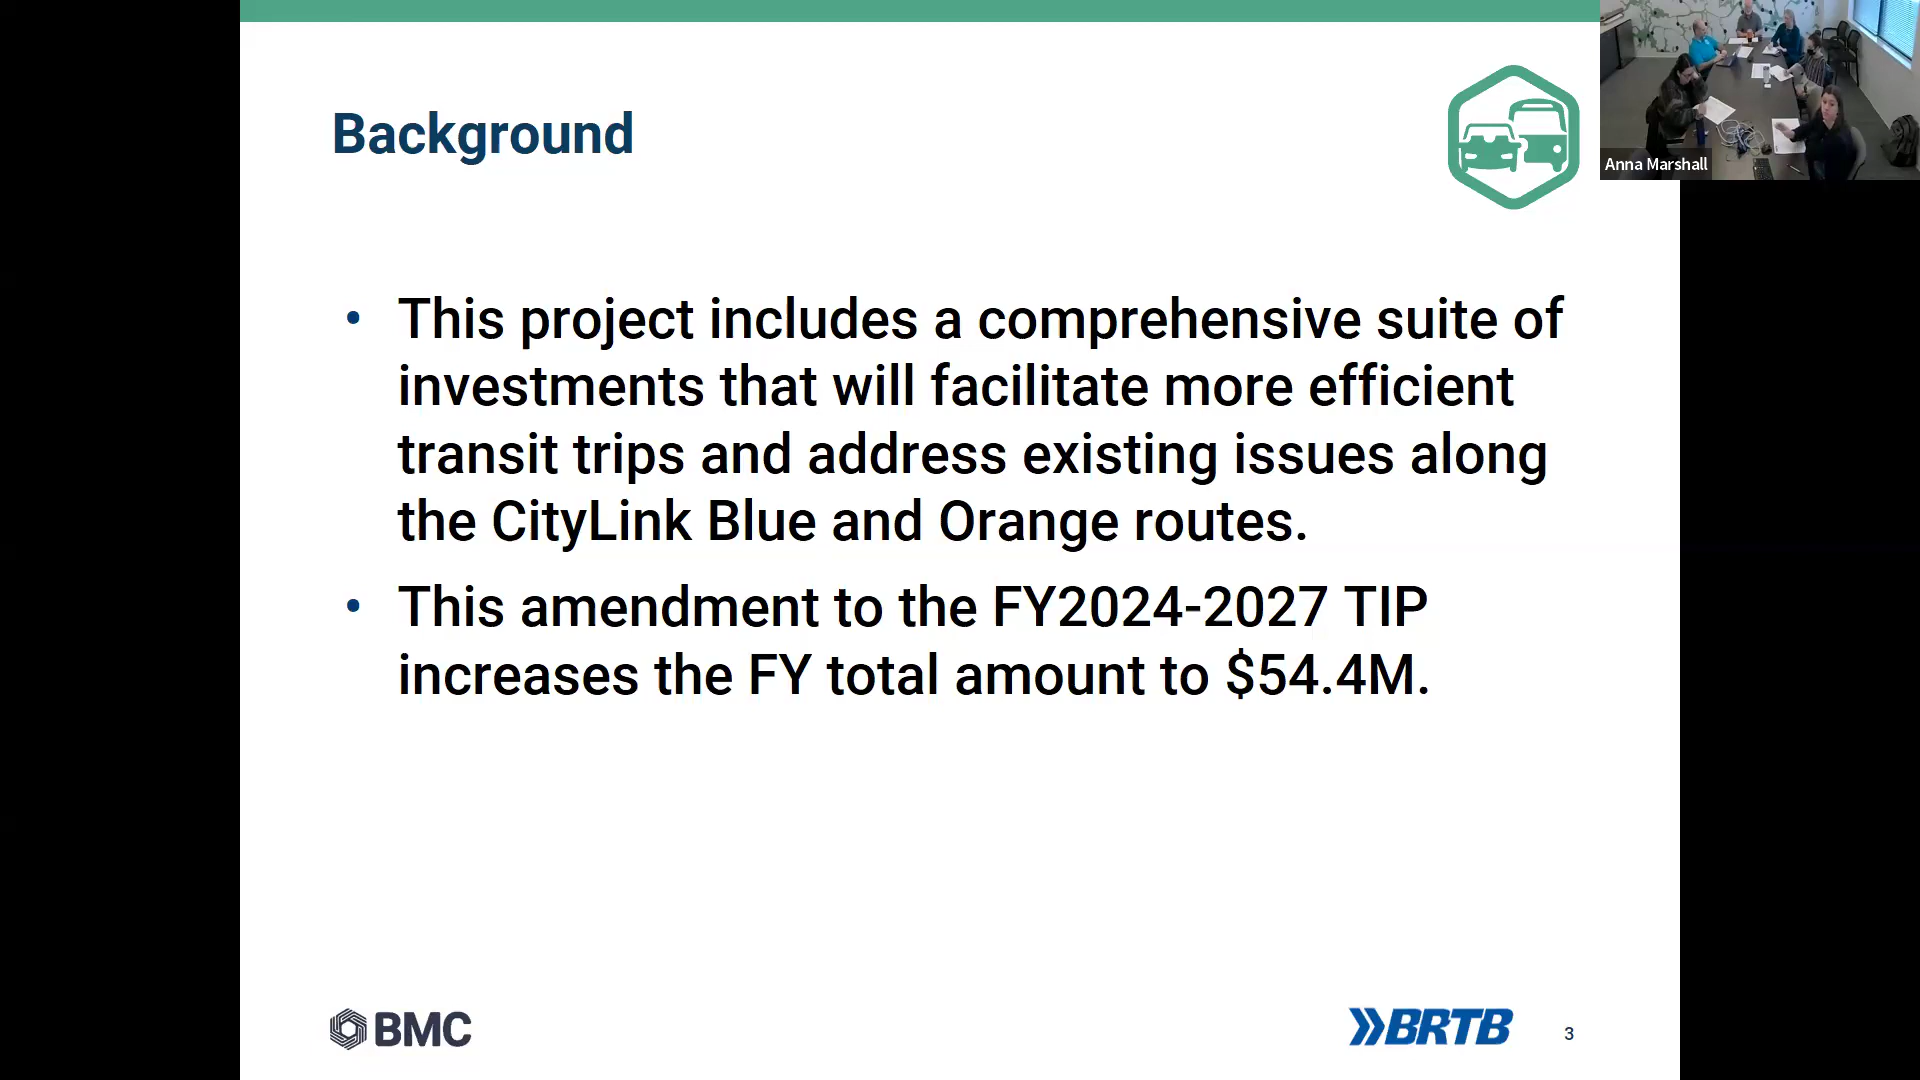 Background
Anna Marshall
• This project includes a comprehensive suite of
investments that will facilitate more efficient
transit trips and address existing issues along
the CityLink Blue and Orange routes.
• This amendment to the FY2024-2027 TIP
increases the FY total amount to $54.4M.
BMC
BRTB
3